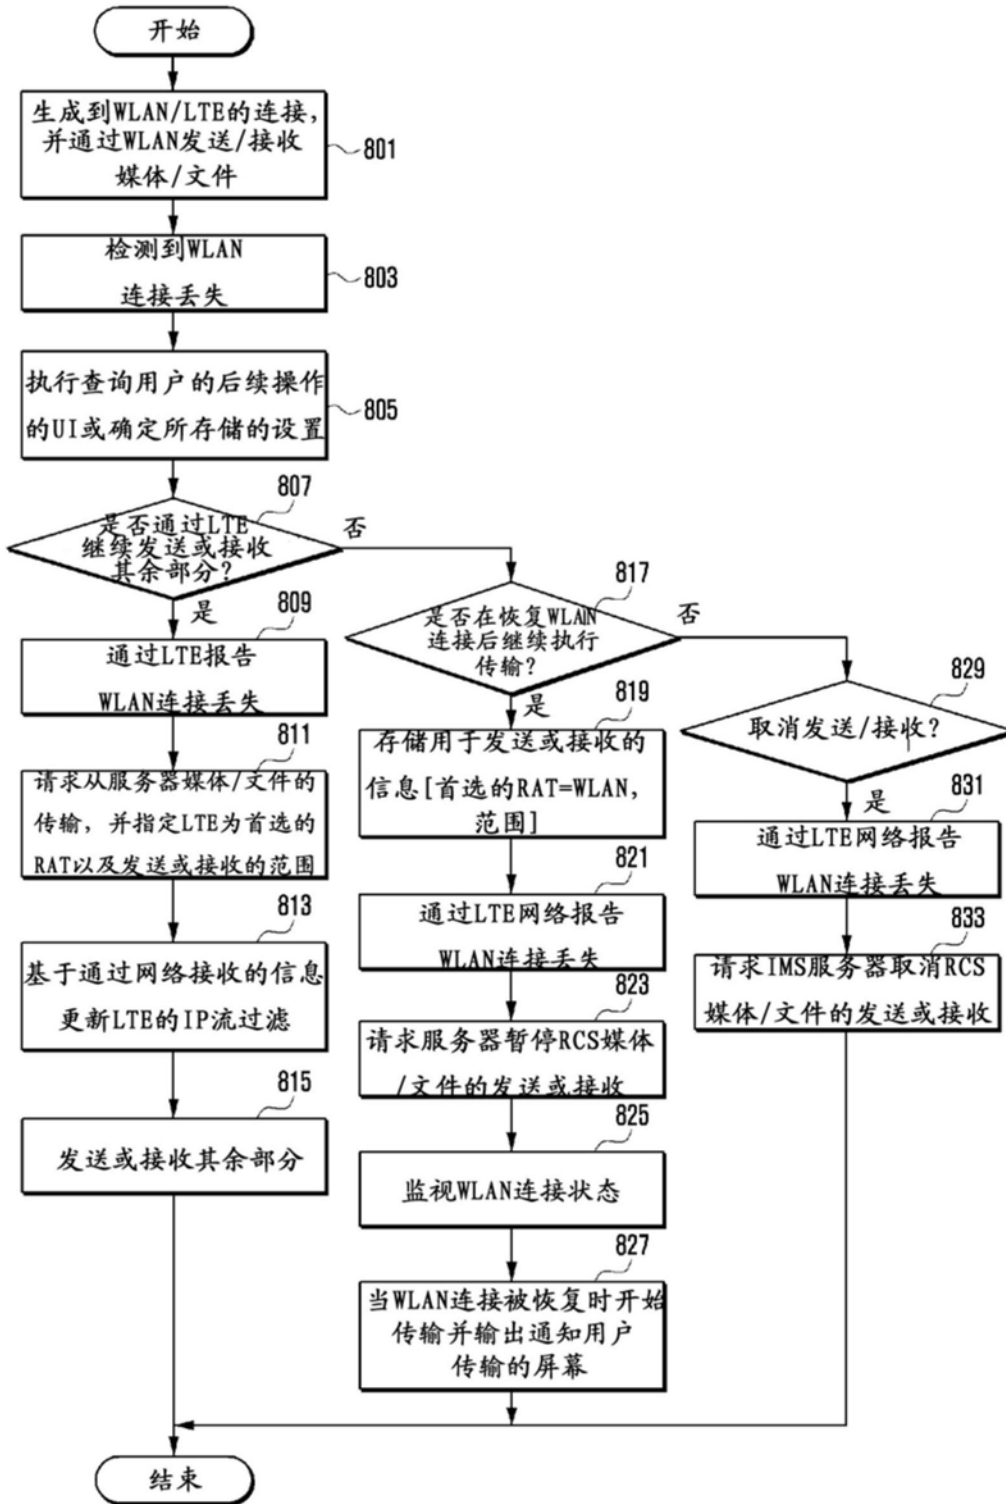 开始
生成到WLAN/LTE的连接,
并通过WLAN发送/接收
媒体/文件
801
检测到WLAN
连接丢失
803
执行查询用户的后续操作
的UI或确定所存储的设置
805
807
是否通过LTE
继续发送或接收
其余部分?
否
是
809
通过LTE报告
WLAN连接丢失
811
请求从服务器媒体/文件的
传输, 并指定LTE为首选的
RAT以及发送或接收的范围
813
基于通过网络接收的信息
更新LTE的IP流过滤
815
发送或接收其余部分
817
是否在恢复WLAN
连接后继续执行
传输?
否
是
819
存储用于发送或接收的
信息[首选的RAT=WLAN,
范围]
821
通过LTE网络报告
WLAN连接丢失
823
请求服务器暂停RCS媒体
/文件的发送或接收
825
监视WLAN连接状态
827
当WLAN连接被恢复时开始
传输并输出通知用户
传输的屏幕
829
取消发送/接收?
是
831
通过LTE网络报告
WLAN连接丢失
833
请求IMS服务器取消RCS
媒体/文件的发送或接收
结束